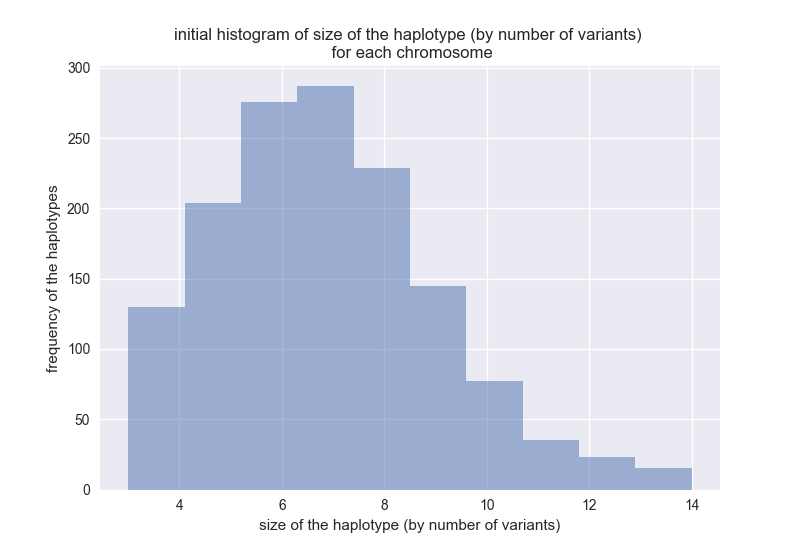 initial histogram of size of the haplotype (by number of variants)
for each chromosome
300
250
200
150
100
50
0
frequency of the haplotypes
4 6 8 10 12 14
size of the haplotype (by number of variants)